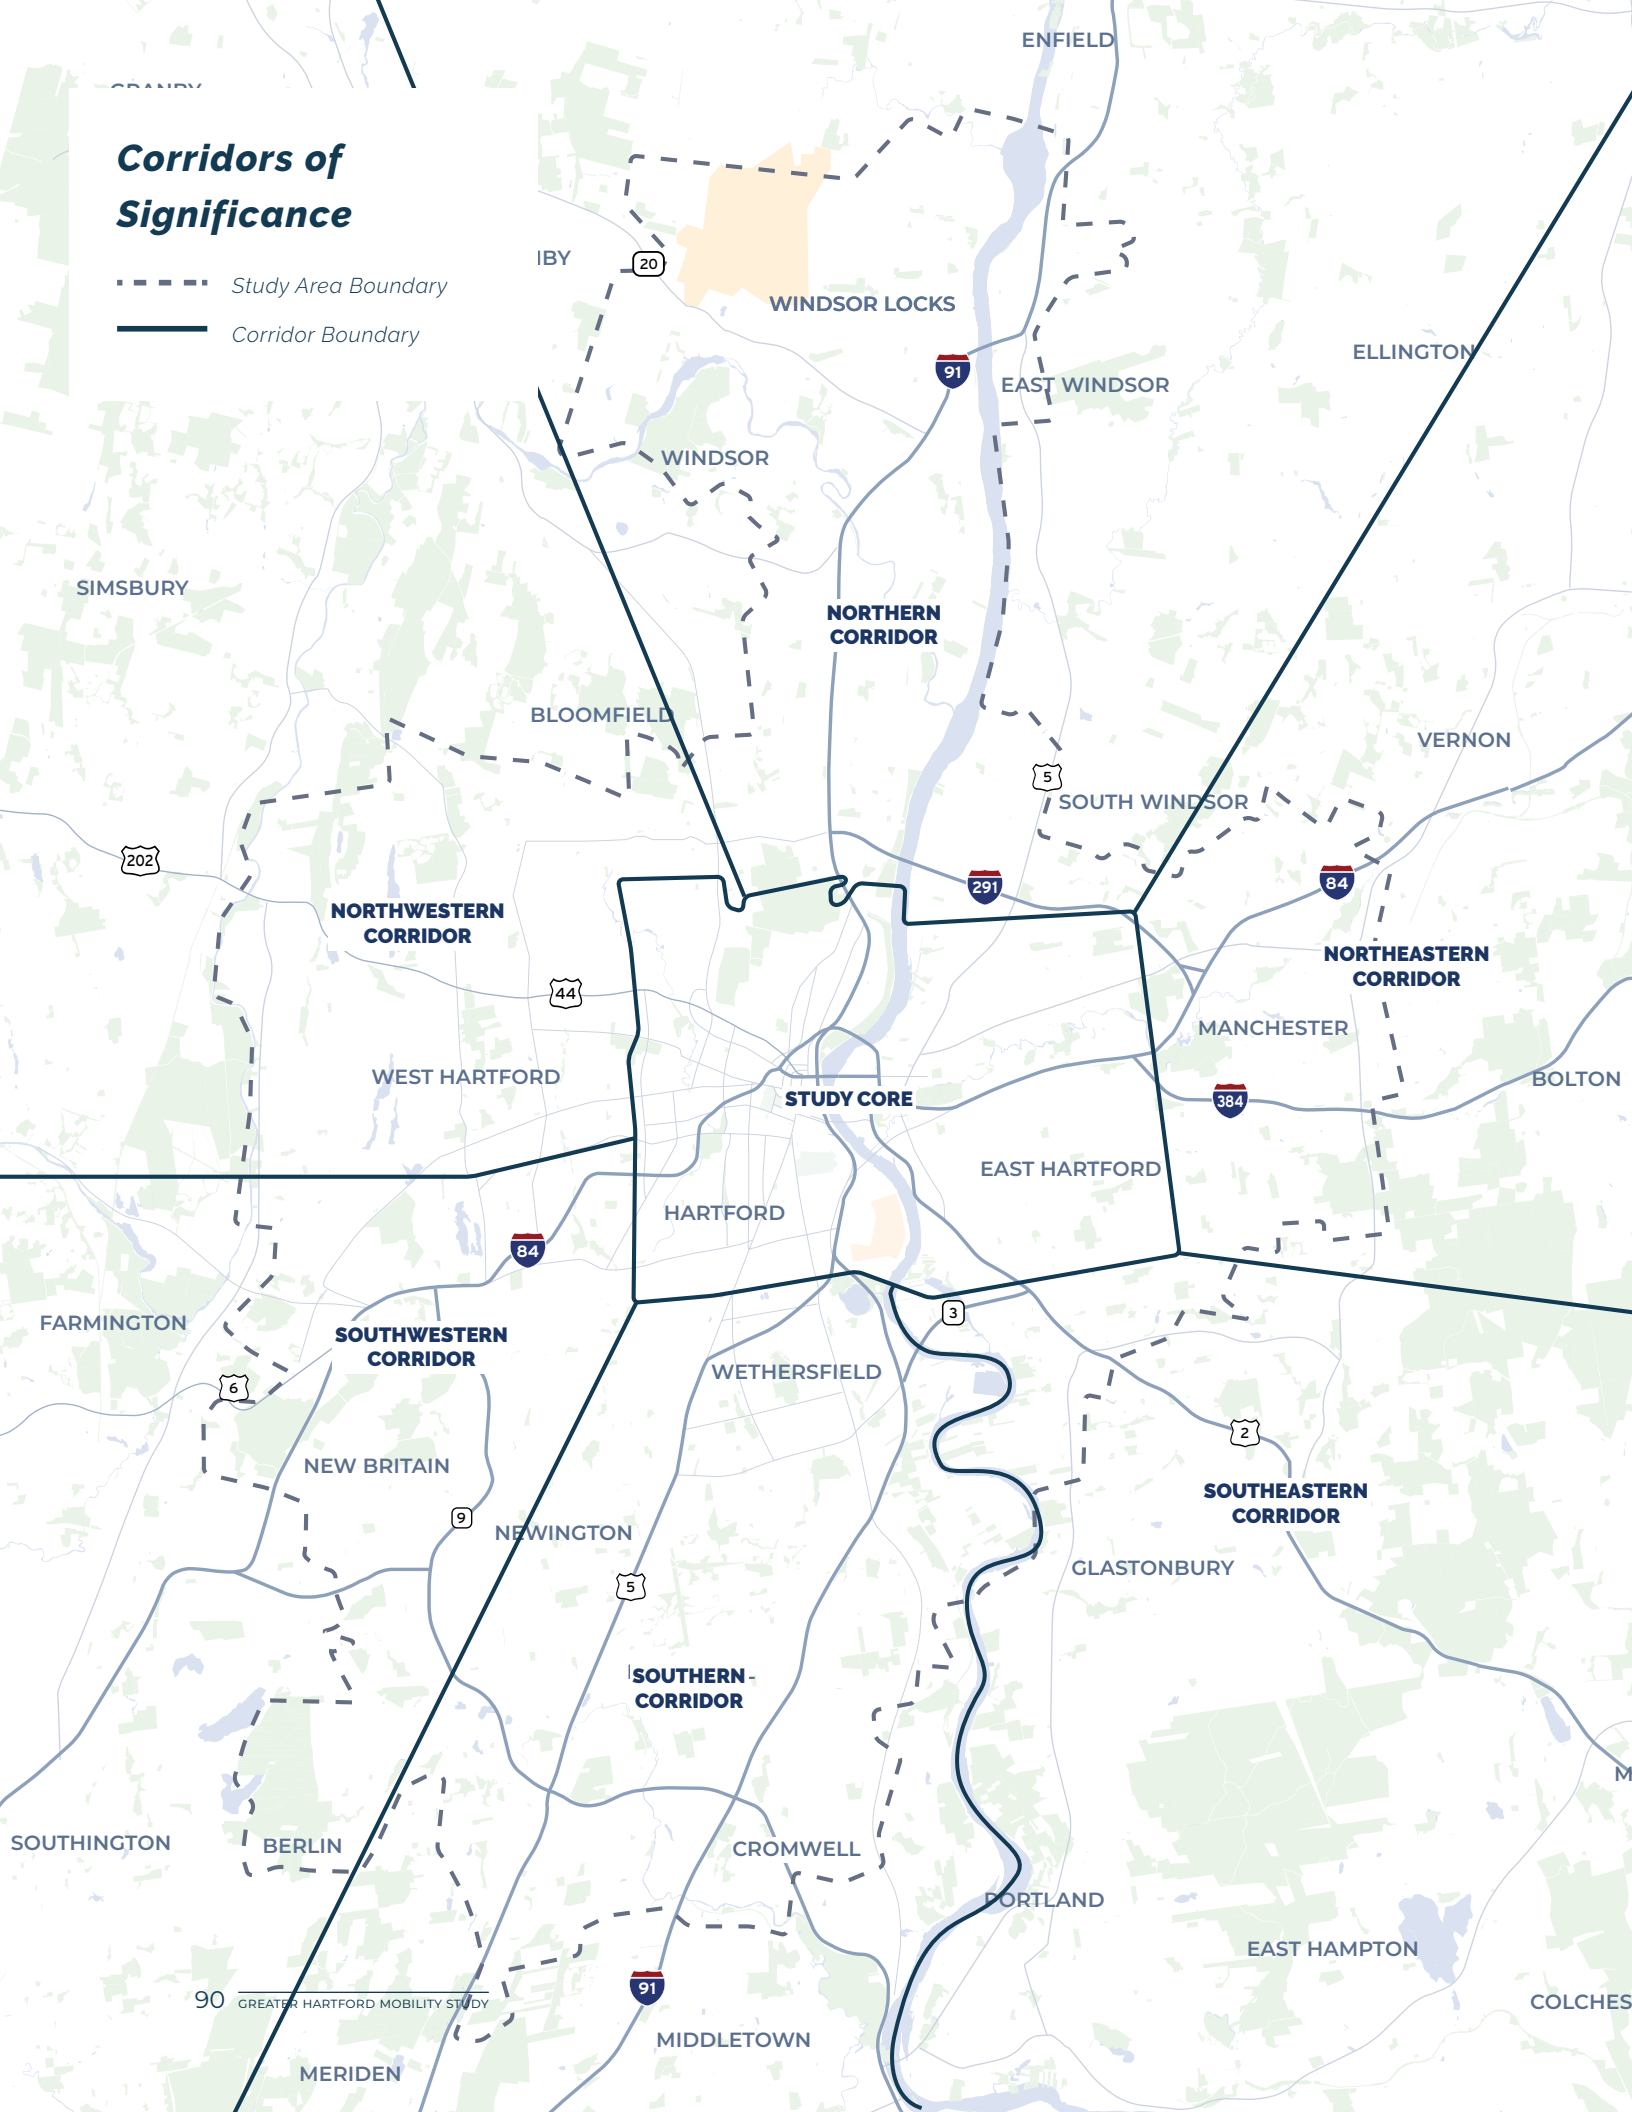 ENFIELD
GRANBY
Corridors of
Significance
Study Area Boundary
Corridor Boundary
20
WINDSOR LOCKS
91
ELLINGTON
EAST WINDSOR
WINDSOR
SIMSBURY
NORTHERN
CORRIDOR
BLOOMFIELD
VERNON
5
SOUTH WINDSOR
202
291
84
NORTHWESTERN
CORRIDOR
NORTHEASTERN
CORRIDOR
44
MANCHESTER
WEST HARTFORD
BOLTON
STUDY CORE
384
EAST HARTFORD
HARTFORD
84
3
FARMINGTON
SOUTHWESTERN
CORRIDOR
WETHERSFIELD
6
2
NEW BRITAIN
SOUTHEASTERN
CORRIDOR
9
NEWINGTON
GLASTONBURY
5
SOUTHERN
CORRIDOR
M
SOUTHINGTON
BERLIN
CROMWELL
PORTLAND
EAST HAMPTON
91
90 GREATER HARTFORD MOBILITY STUDY
COLCHES
MIDDLETOWN
MERIDEN